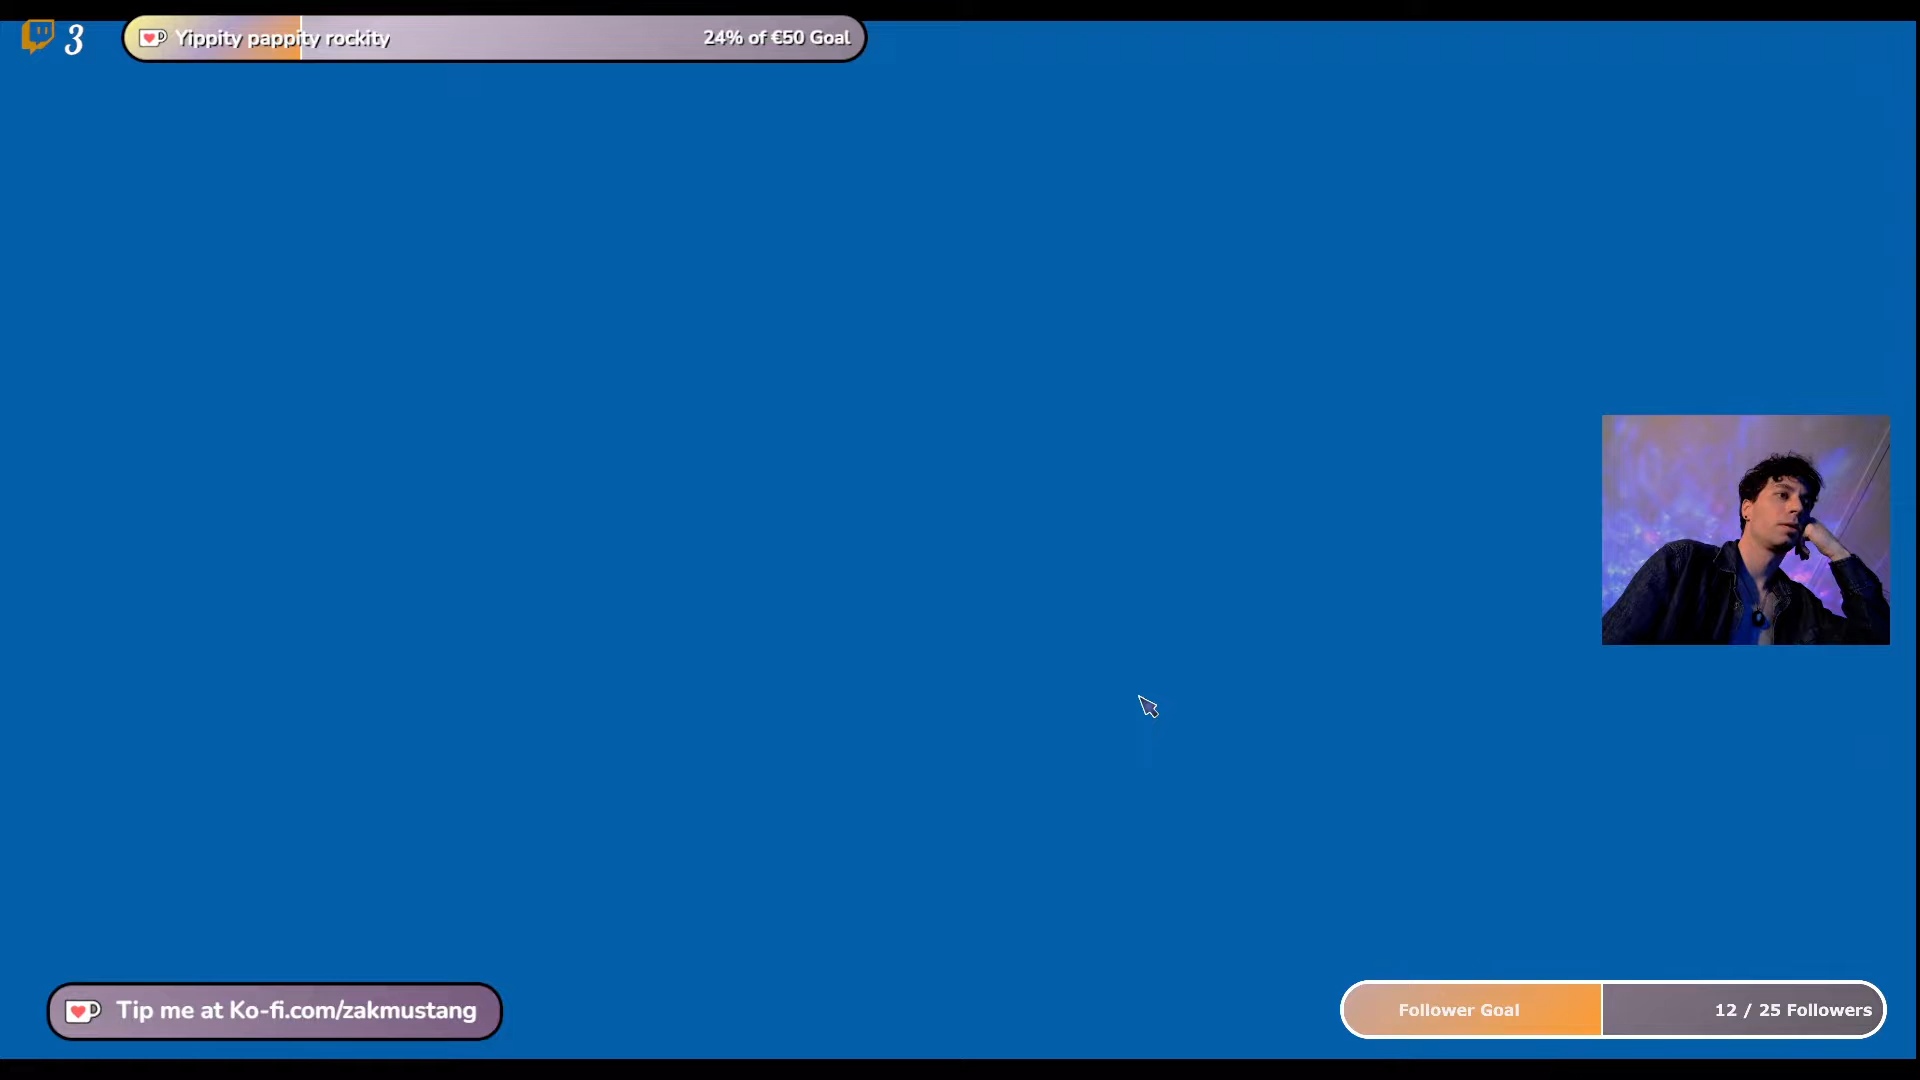 3
Yippity pappity rockity
24% of €50 Goal
Tip me at Ko-fi.com/zakmustang
Follower Goal
12 / 25 Followers